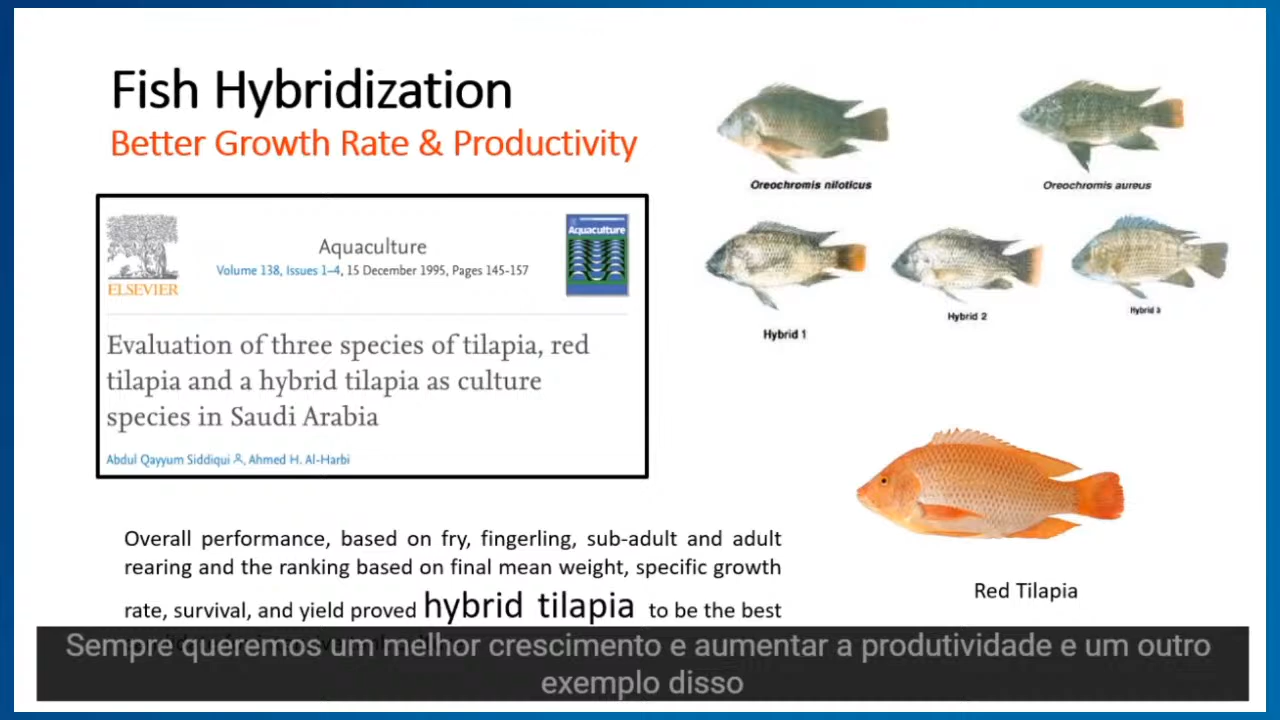 Fish Hybridization
Better Growth Rate & Productivity
ELSEVIER
Aquaculture
Volume 138, Issues 1–4, 15 December 1995, Pages 145-157
Aquaculture
Evaluation of three species of tilapia, red
tilapia and a hybrid tilapia as culture
species in Saudi Arabia
Abdul Qayyum Siddiqui, Ahmed H. Al-Harbi
Oreochromis niloticus
Oreochromis aureus
Hybrid 1
Hybrid 2
Hybrid 3
Red Tilapia
Overall performance, based on fry, fingerling, sub-adult and adult
rearing and the ranking based on final mean weight, specific growth
rate, survival, and yield proved hybrid tilapia to be the best
Sempre queremos um melhor crescimento e aumentar a produtividade e um outro
exemplo disso